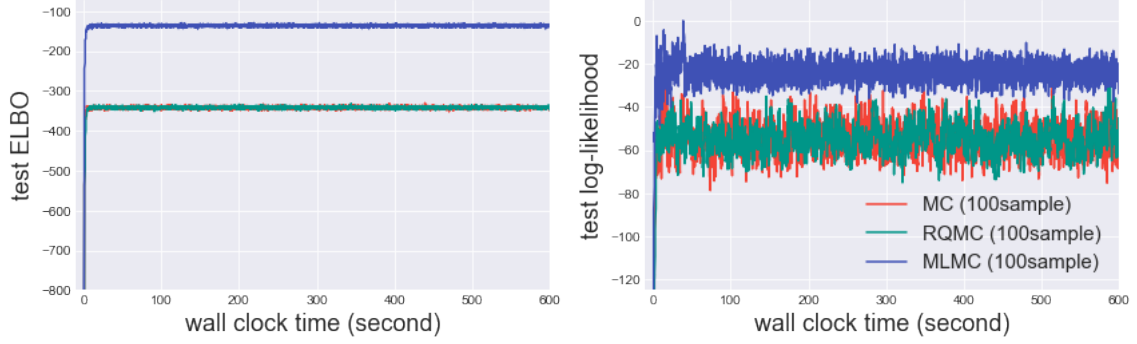 −100
−200
−300
−400
−500
−600
−700
−800
test ELBO
0 100 200 300 400 500 600
wall clock time (second)
0
−20
−40
−60
−80
−100
−120
test log-likelihood
MC (100sample)
RQMC (100sample)
MLMC (100sample)
0 100 200 300 400 500 600
wall clock time (second)